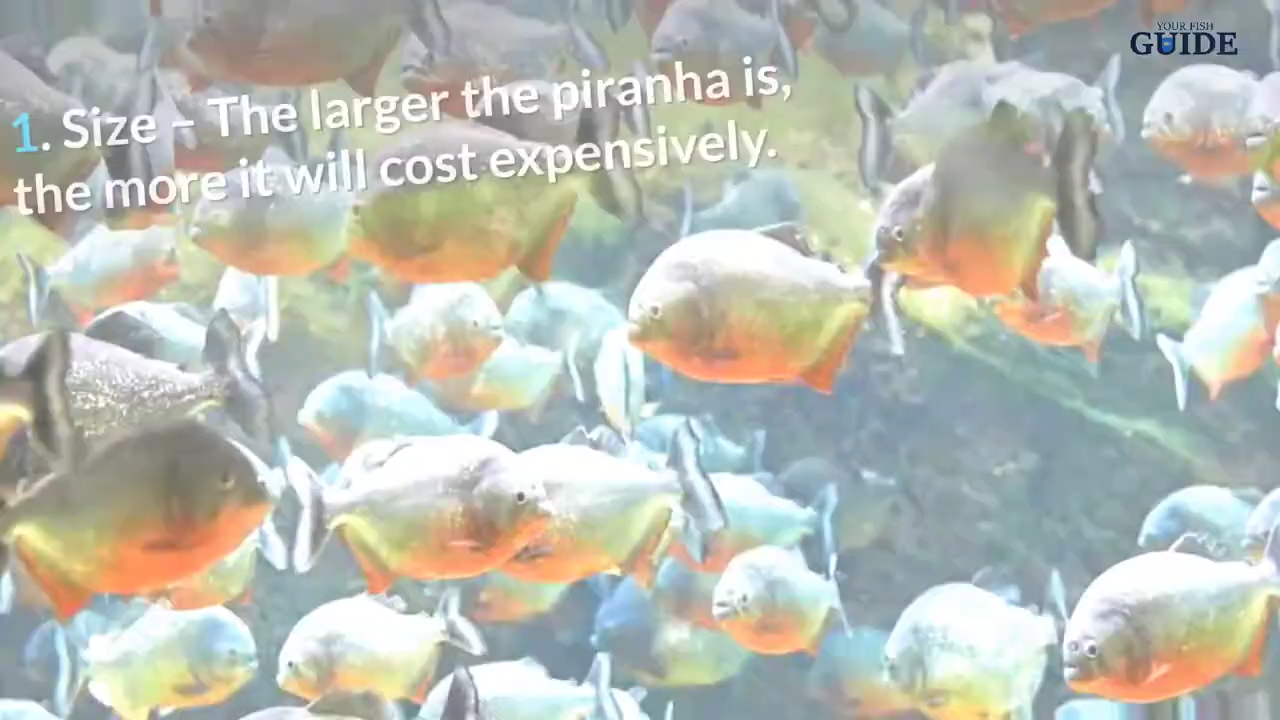 1. Size – The larger the piranha is,
the more it will cost expensively.
YOUR FISH
GUIDE